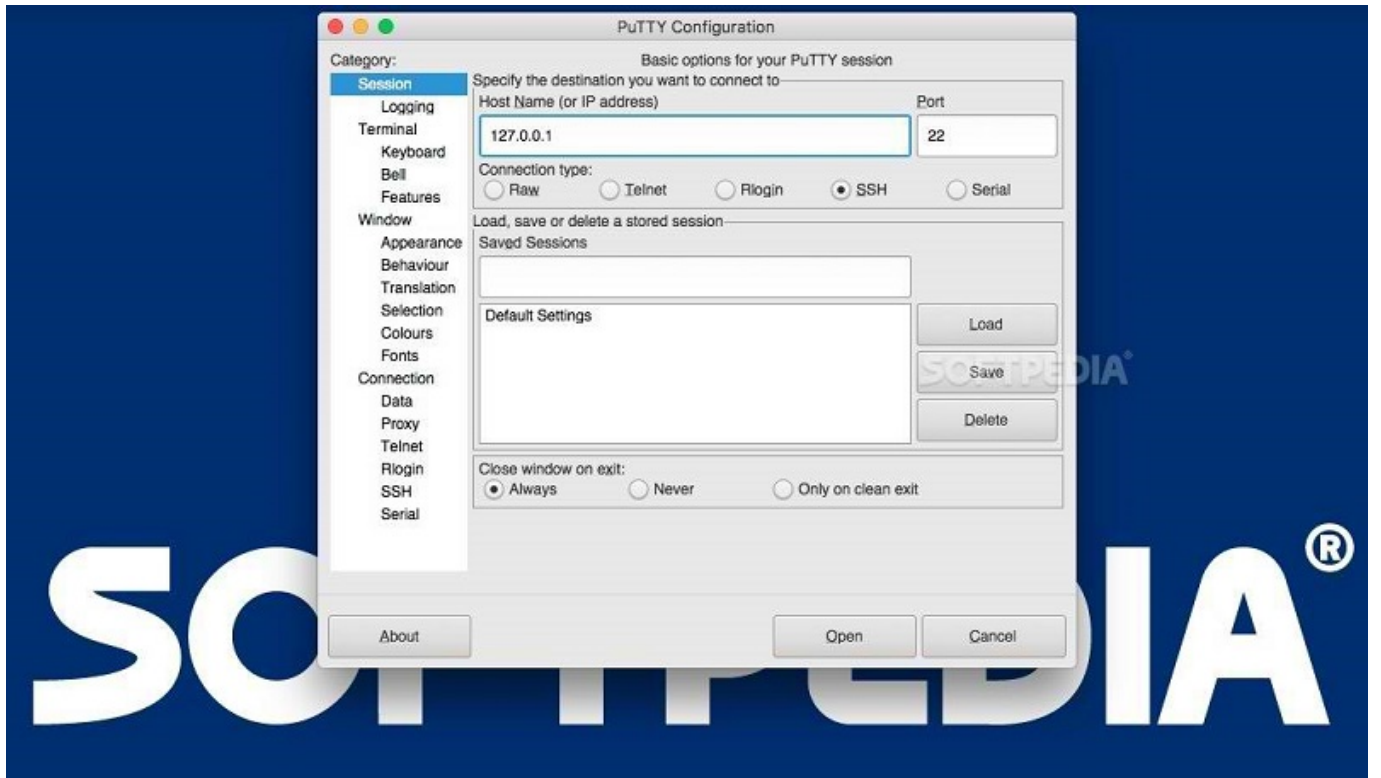 PuTTY Configuration
Category:
Basic options for your PuTTY session
Session
Logging
Terminal
Keyboard
Bell
Features
Window
Appearance
Behaviour
Translation
Selection
Colours
Fonts
Connection
Data
Proxy
Telnet
Rlogin
SSH
Serial
Specify the destination you want to connect to
Host Name (or IP address) Port
127.0.0.1 22
Connection type:
Raw Telnet Rlogin SSH Serial
Load, save or delete a stored session
Saved Sessions
Default Settings
Load
Save
Delete
SOFTPEDIA®
Close window on exit:
Always Never Only on clean exit
About Open Cancel
SOFTPEDIA®